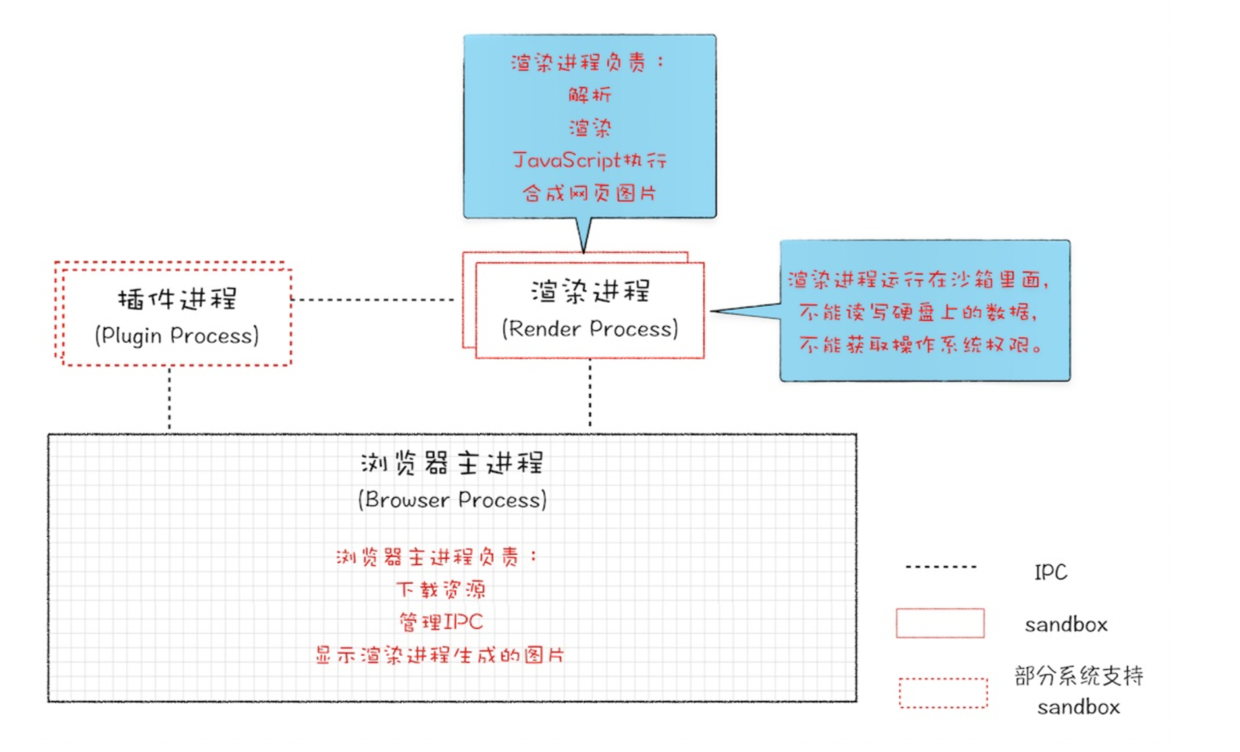 渲染进程负责：
解析
渲染
JavaScript执行
合成网页图片
插件进程
(Plugin Process)
渲染进程
(Render Process)
渲染进程运行在沙箱里面，
不能读写硬盘上的数据，
不能获取操作系统权限。
浏览器主进程
(Browser Process)
浏览器主进程负责：
下载资源
管理IPC
显示渲染进程生成的图片
IPC
sandbox
部分系统支持
sandbox